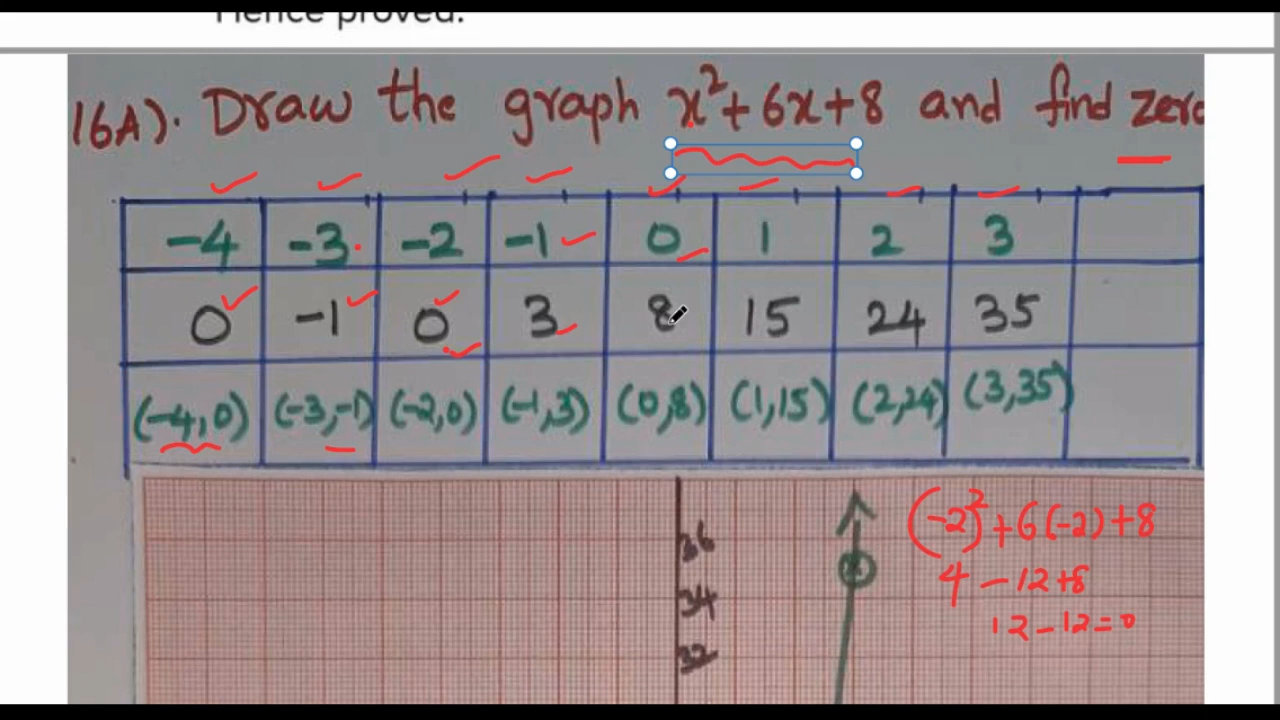 Hence proved.
16A). Draw the graph x²+6x+8 and find zero
-4 -3 -2 -1 0 1 2 3
0 -1 0 3 8 15 24 35
(-4,0) (-3,-1) (-2,0) (-1,3) (0,8) (1,15) (2,24) (3,35)
36
34
32
(-2)²+6(-2)+8
4-12+8
12-12=0